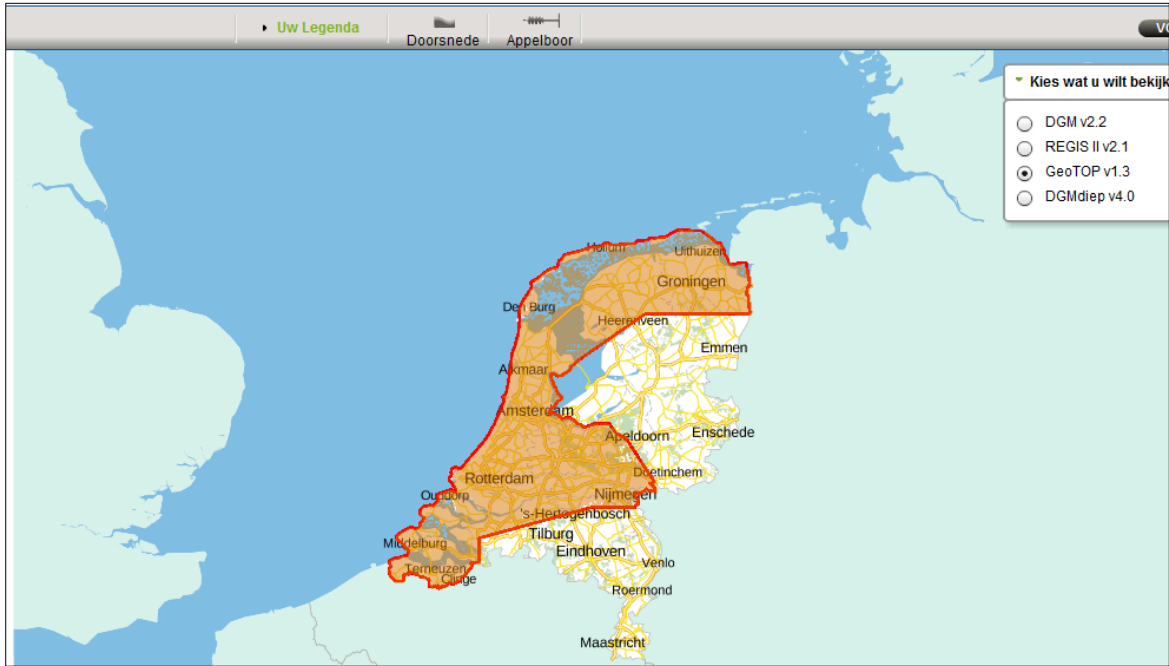 Uw Legenda
Doorsnede
Appelboor
Kies wat u wilt bekijk
DGM v2.2
REGIS II v2.1
GeoTOP v1.3
DGMdiep v4.0
Hollum
Uithuizen
Groningen
Den Burg
Heerenveen
Emmen
Alkmaar
Amsterdam
Apeldoorn
Enschede
Doetinchem
Rotterdam
Nijmegen
Ouddorp
's-Hertogenbosch
Tilburg
Middelburg
Eindhoven
Venlo
Terneuzen
Clinge
Roermond
Maastricht